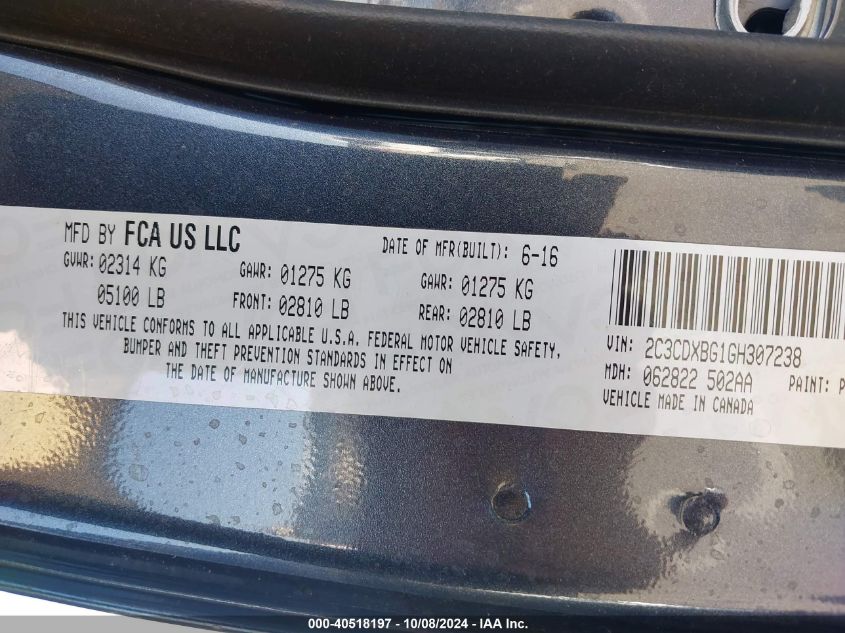 MFD BY FCA US LLC
DATE OF MFR(BUILT): 6-16
GVWR: 02314 KG
GAWR: 01275 KG
GAWR: 01275 KG
05100 LB
FRONT: 02810 LB
REAR: 02810 LB
THIS VEHICLE CONFORMS TO ALL APPLICABLE U.S.A. FEDERAL MOTOR VEHICLE SAFETY,
BUMPER AND THEFT PREVENTION STANDARDS IN EFFECT ON
THE DATE OF MANUFACTURE SHOWN ABOVE.
VIN: 2C3CDXBG1GH307238
MDH: 062822 502AA PAINT: P
VEHICLE MADE IN CANADA
000-40518197 - 10/08/2024 - IAA Inc.